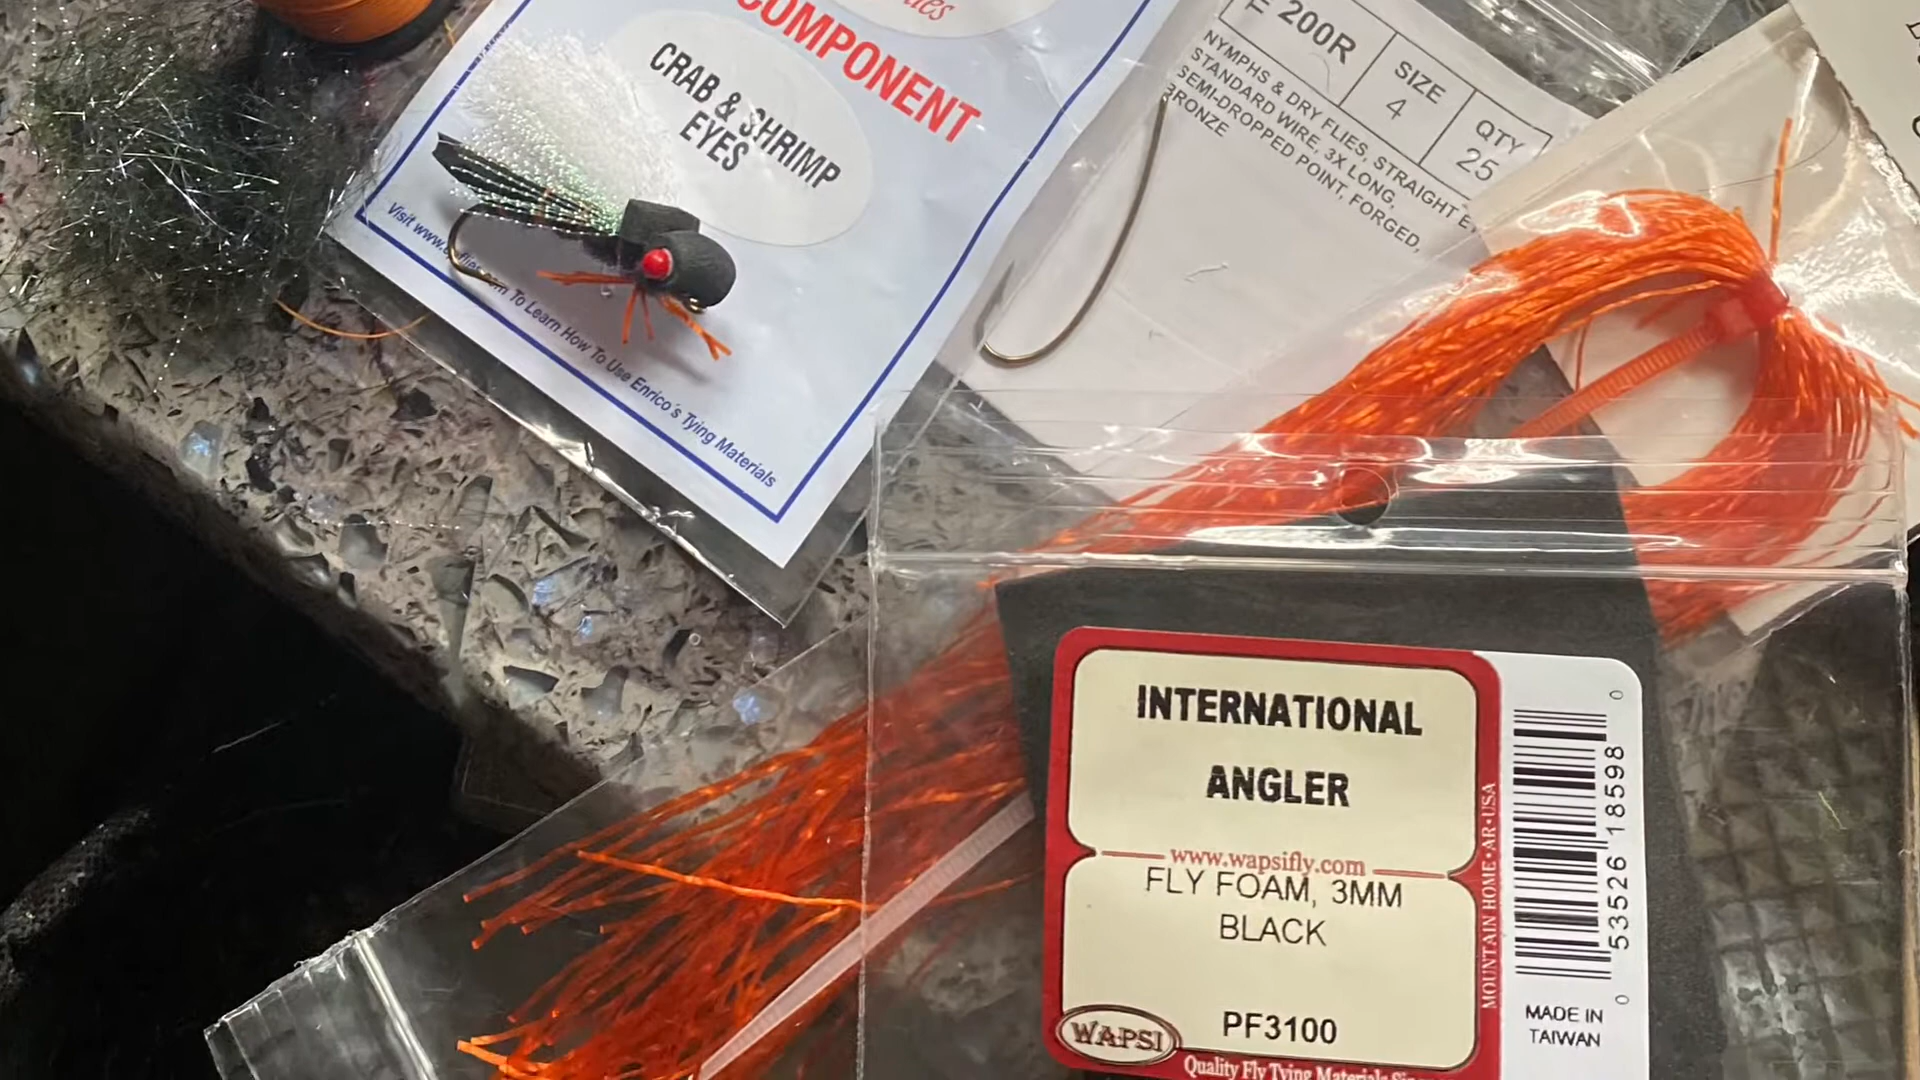 COMPONENT
CRAB & SHRIMP
EYES
Visit www.
To Learn How To Use Enrico's Tying Materials
200R
SIZE
4
QTY
25
NYMPHS & DRY FLIES, STRAIGHT
STANDARD WIRE, 3X LONG,
SEMI-DROPPED POINT, FORGED,
BRONZE
INTERNATIONAL
ANGLER
www.wapsifly.com
FLY FOAM, 3MM
BLACK
PF3100
WAPSI
Quality Fly Tying Materials
MOUNTAIN HOME•AR•USA
0 53526 18598 0
MADE IN
TAIWAN